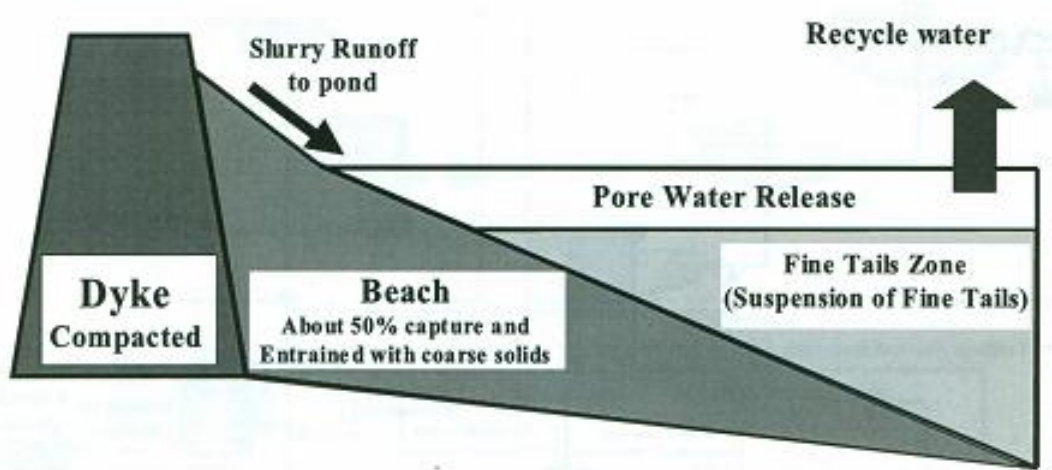 Slurry Runoff
to pond
Recycle water
Pore Water Release
Fine Tails Zone
(Suspension of Fine Tails)
Dyke
Compacted
Beach
About 50% capture and
Entrained with coarse solids